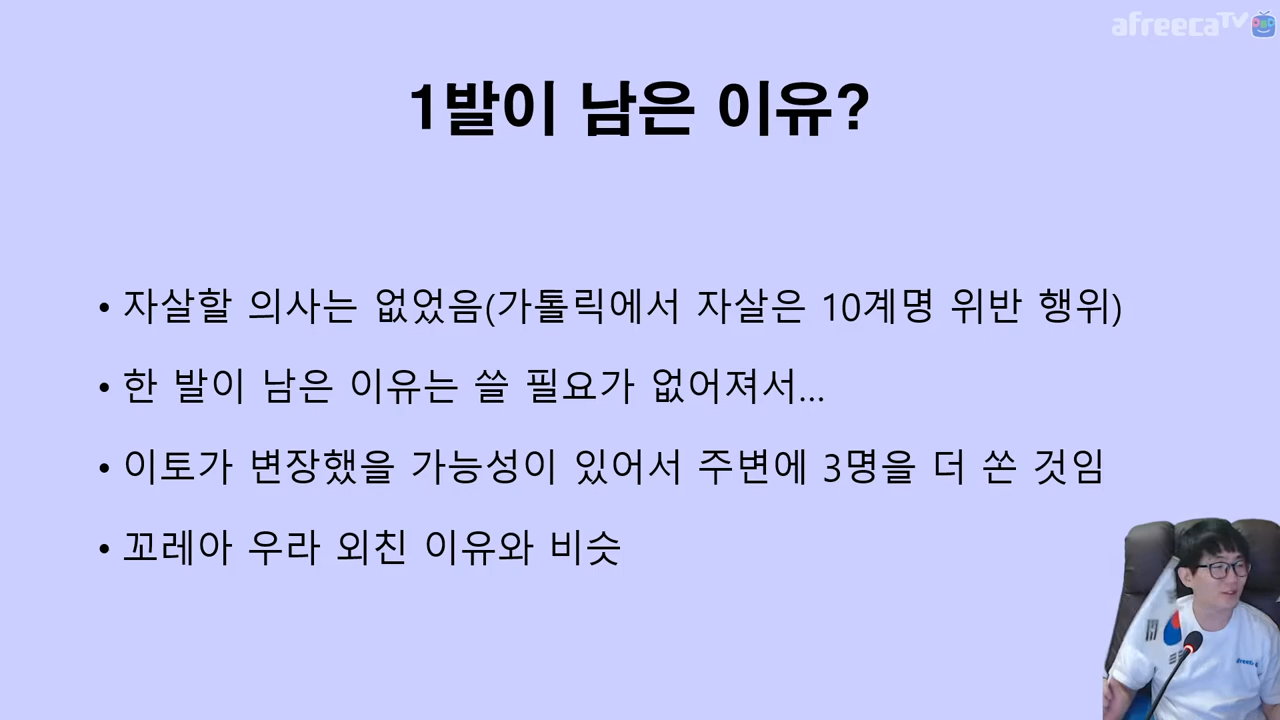 afreecaTV
1발이 남은 이유?
• 자살할 의사는 없었음(가톨릭에서 자살은 10계명 위반 행위)
• 한 발이 남은 이유는 쓸 필요가 없어져서...
• 이토가 변장했을 가능성이 있어서 주변에 3명을 더 쏜 것임
• 꼬레아 우라 외친 이유와 비슷